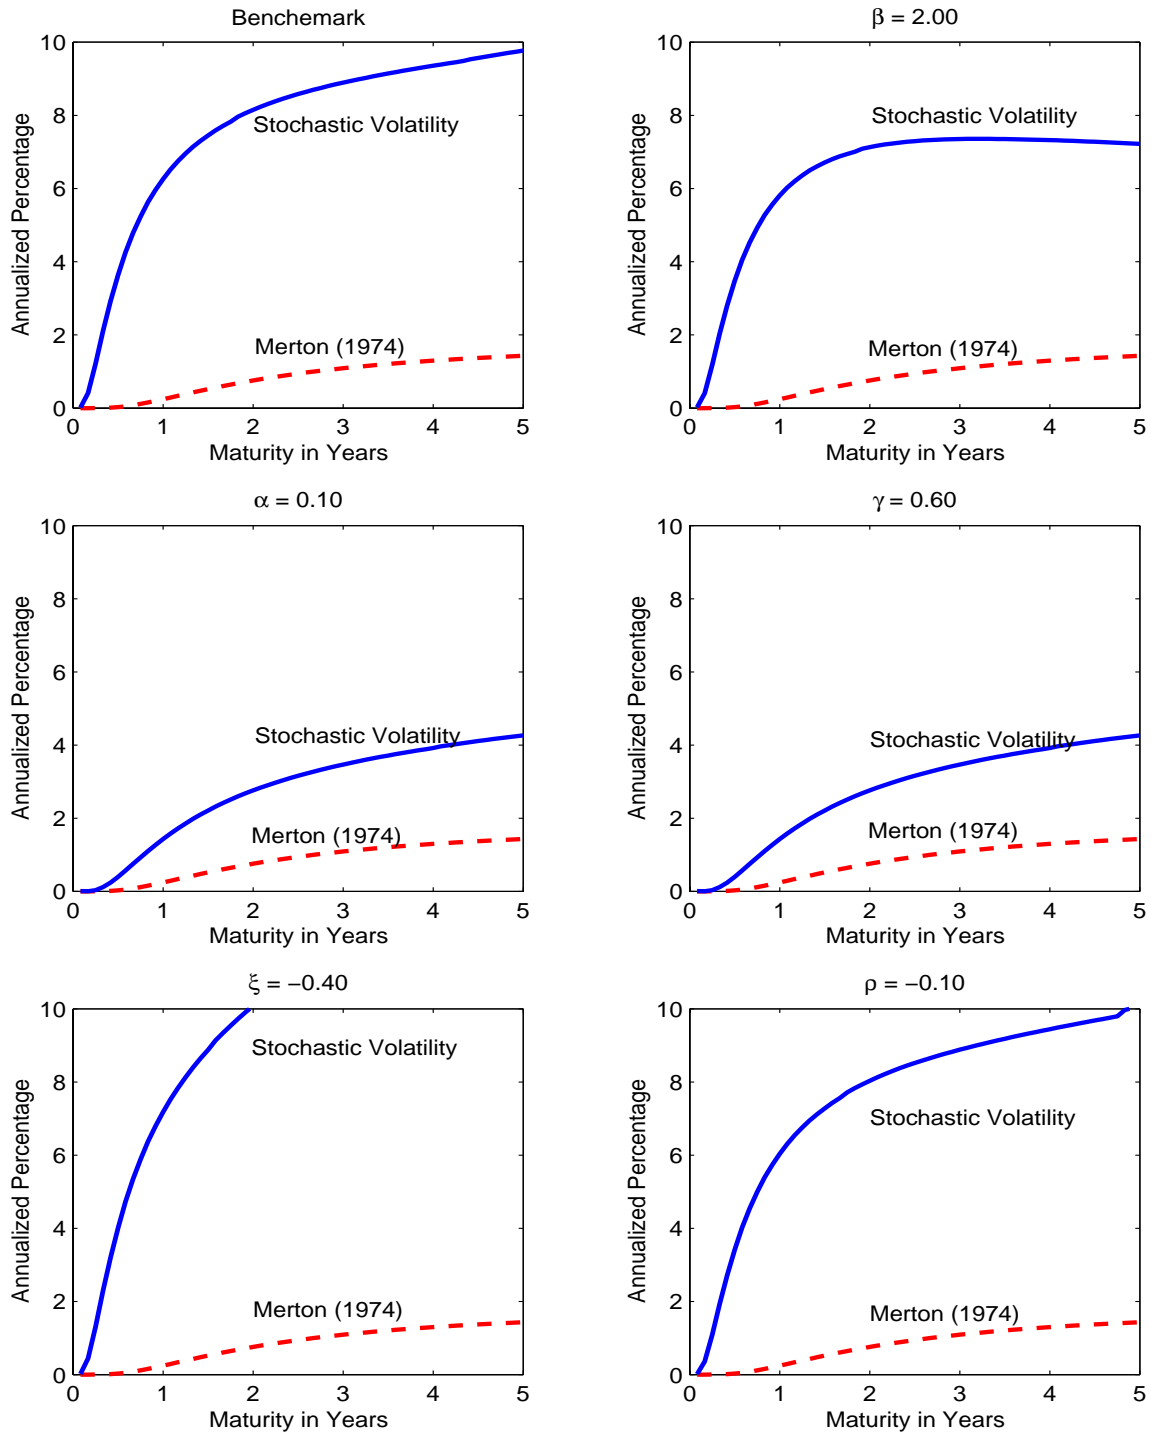 Benchemark
10
8
6
4
2
0
Annualized Percentage
Stochastic Volatility
Merton (1974)
0 1 2 3 4 5
Maturity in Years
β = 2.00
10
8
6
4
2
0
Annualized Percentage
Stochastic Volatility
Merton (1974)
0 1 2 3 4 5
Maturity in Years
α = 0.10
10
8
6
4
2
0
Annualized Percentage
Stochastic Volatility
Merton (1974)
0 1 2 3 4 5
Maturity in Years
γ = 0.60
10
8
6
4
2
0
Annualized Percentage
Stochastic Volatility
Merton (1974)
0 1 2 3 4 5
Maturity in Years
ξ = −0.40
10
8
6
4
2
0
Annualized Percentage
Stochastic Volatility
Merton (1974)
0 1 2 3 4 5
Maturity in Years
ρ = −0.10
10
8
6
4
2
0
Annualized Percentage
Stochastic Volatility
Merton (1974)
0 1 2 3 4 5
Maturity in Years